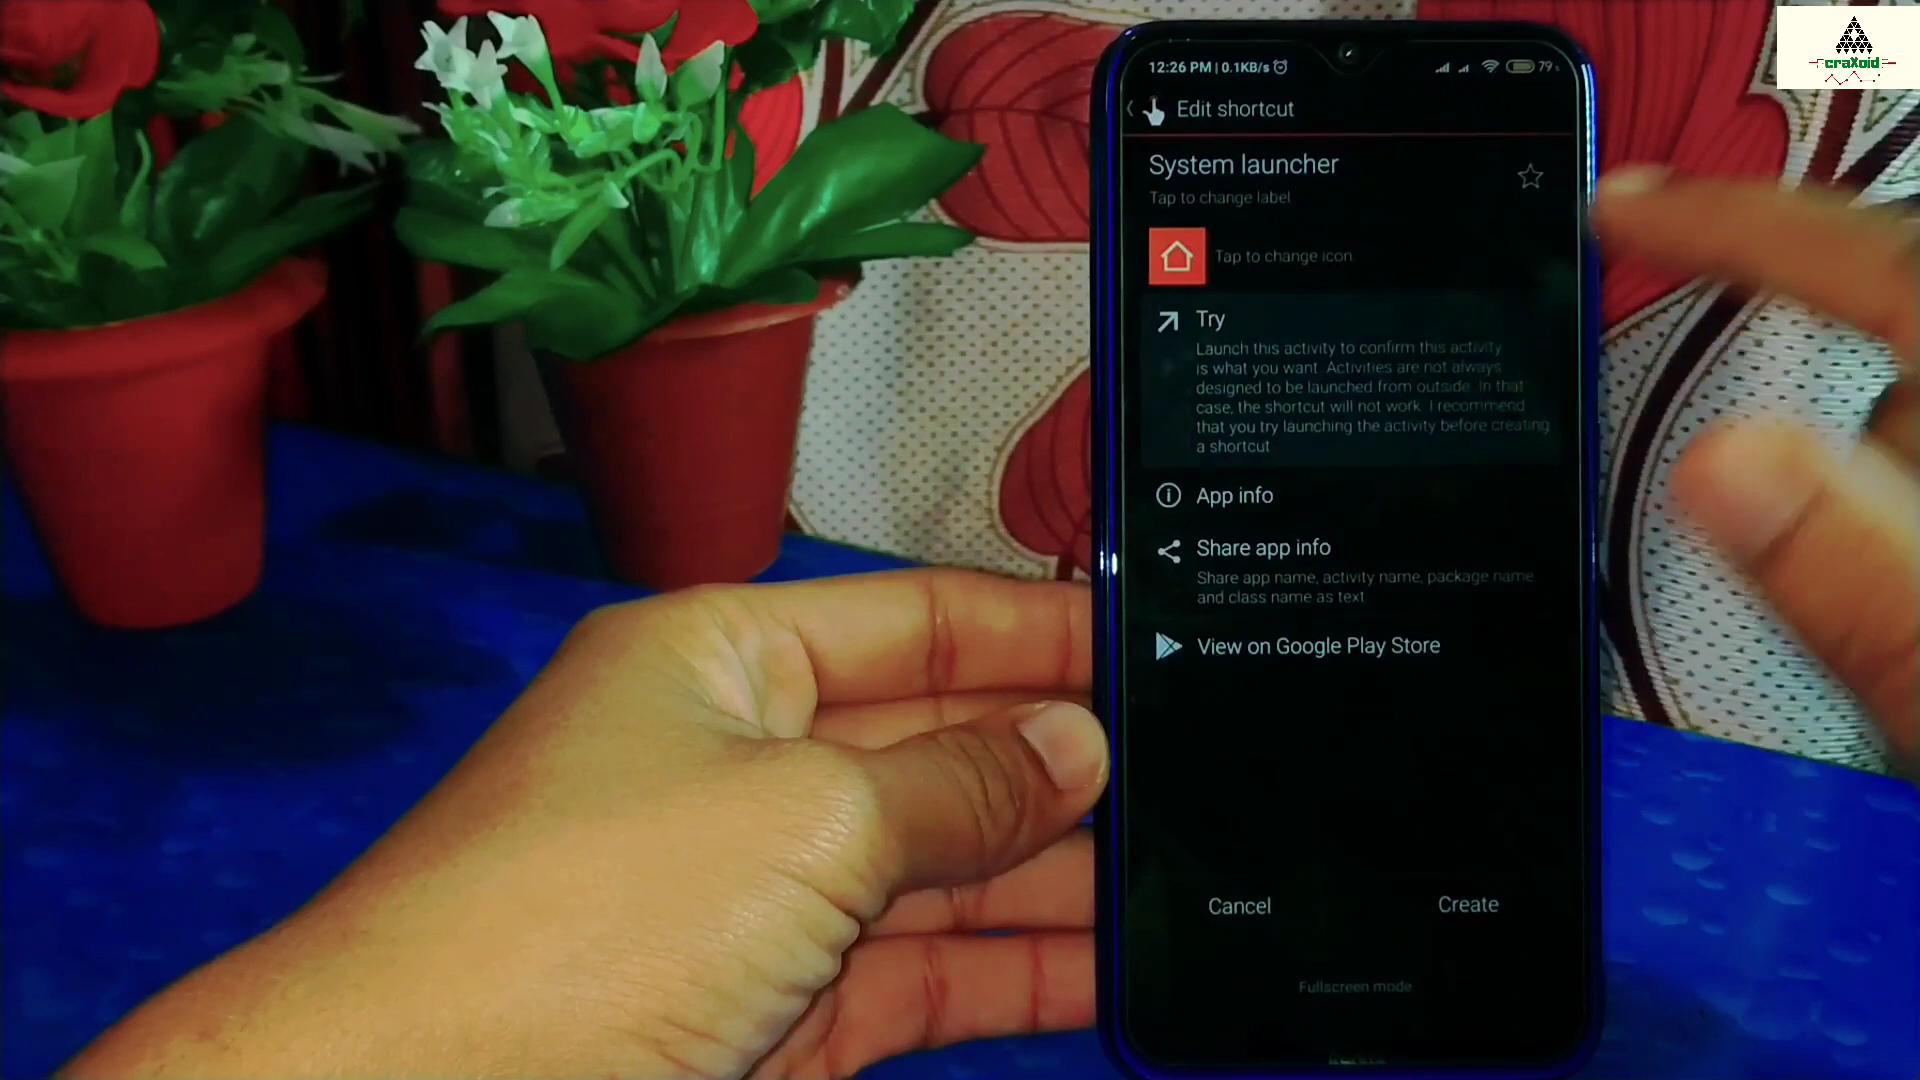 craXoid
12:26 PM | 0.1KB/s
79
Edit shortcut
System launcher
Tap to change label
Tap to change icon
Try
Launch this activity to confirm this activity
is what you want. Activities are not always
designed to be launched from outside. In that
case, the shortcut will not work. I recommend
that you try launching the activity before creating
a shortcut
App info
Share app info
Share app name, activity name, package name
and class name as text
View on Google Play Store
Cancel
Create
Fullscreen mode